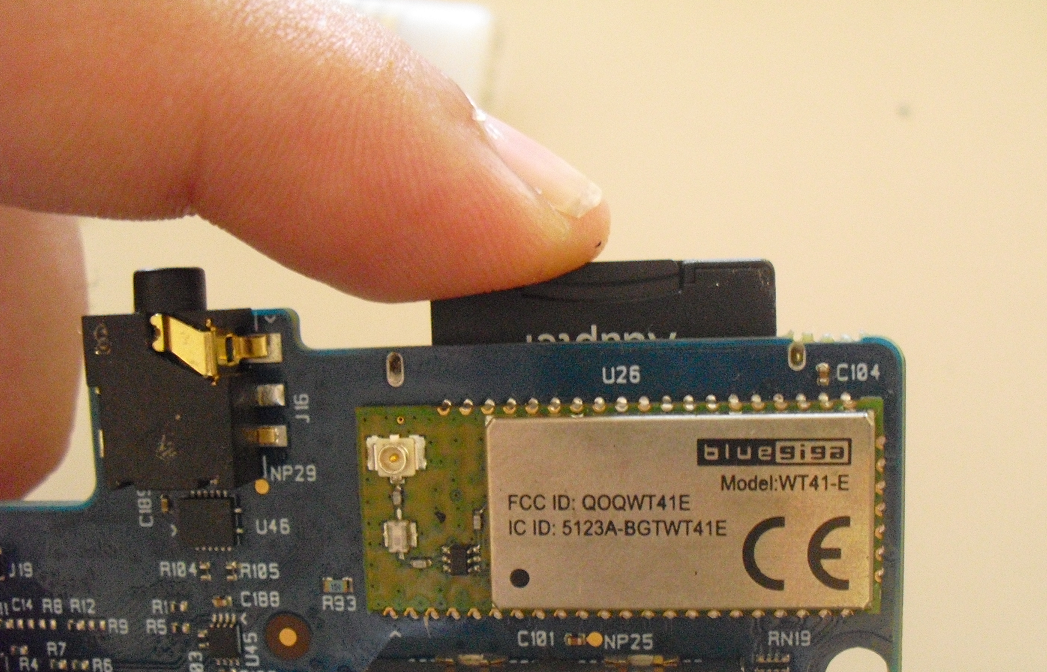 U26
C104
J16
bluegiga
Model:WT41-E
FCC ID: QOQWT41E
IC ID: 5123A-BGTWT41E
CE
NP29
U46
J19
R104
R105
C188
R93
C14 R8 R12
R9
R1
R5
R7
R4
R6
U45
C101
NP25
RN19